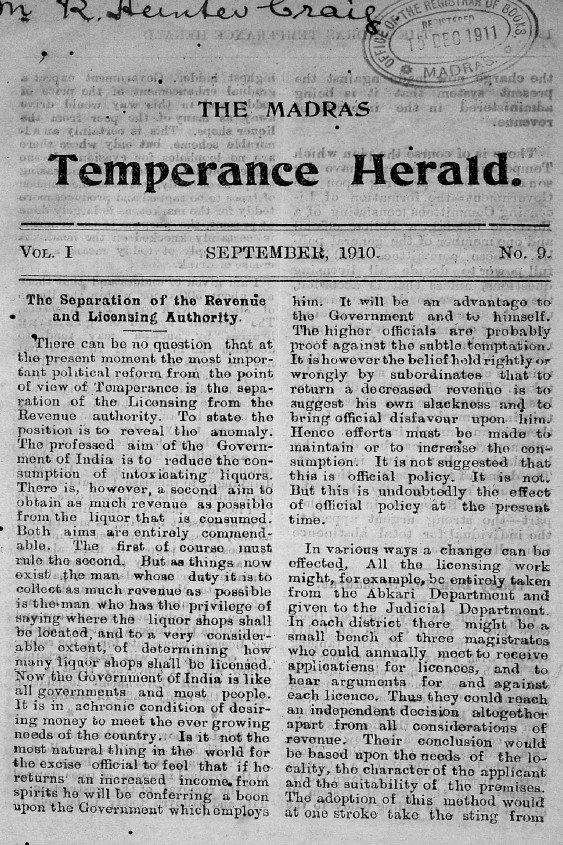 M R. Hunter Craig
OFFICE OF THE REGISTRAR OF BOOKS,
REGISTERED
15 DEC 1911
MADRAS.
THE MADRAS
Temperance Herald.
VOL. I SEPTEMBER, 1910. No. 9.
The Separation of the Revenue
and Licensing Authority.
There can be no question that at
the present moment the most impor-
tant political reform from the point
of view of Temperance is the sepa-
ration of the Licensing from the
Revenue authority. To state the
position is to reveal the anomaly.
The professed aim of the Govern-
ment of India is to reduce the con-
sumption of intoxicating liquors.
There is, however, a second aim to
obtain as much revenue as possible
from the liquor that is consumed.
Both aims are entirely commend-
able. The first of course must
rule the second. But as things now
exist the man whose duty it is to
collect as much revenue as possible
is the man who has the privilege of
saying where the liquor shops shall
be located, and to a very consider-
able extent, of determining how
many liquor shops shall be licensed.
Now the Government of India is like
all governments and most people.
It is in achronic condition of desir-
ing money to meet the ever growing
needs of the country. Is it not the
most natural thing in the world for
the excise official to feel that if he
returns an increased income from
spirits he will be conferring a boon
upon the Government which employs
him. It will be an advantage to
the Government and to himself.
The higher officials are probably
proof against the subtle temptation.
It is however the belief held rightly or
wrongly by subordinates that to
return a decreased revenue is to
suggest his own slackness and to
bring official disfavour upon him.
Hence efforts must be made to
maintain or to increase the con-
sumption. It is not suggested that
this is official policy. It is not.
But this is undoubtedly the effect
of official policy at the present
time.
In various ways a change can be
effected. All the licensing work
might, for example, be entirely taken
from the Abkari Department and
given to the Judicial Department.
In each district there might be a
small bench of three magistrates
who could annually meet to receive
applicatiens for licences, and to
hear arguments for and against
each licence. Thus they could reach
an independent decision altogether
apart from all considerations of
revenue. Their conclusion would
be based upon the needs of the lo-
cality, the character of the applicant
and the suitability of the premises.
The adoption of this method would
at one stroke take the sting from